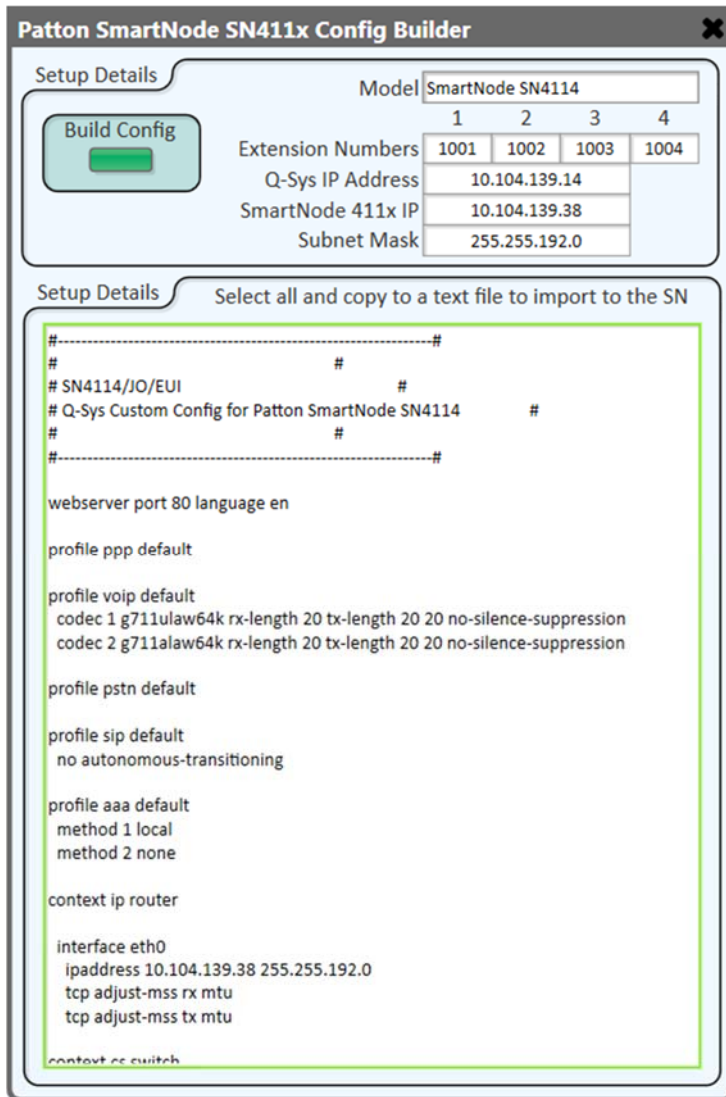 Patton SmartNode SN411x Config Builder
Setup Details
Model SmartNode SN4114
Build Config
1 2 3 4
Extension Numbers 1001 1002 1003 1004
Q-Sys IP Address 10.104.139.14
SmartNode 411x IP 10.104.139.38
Subnet Mask 255.255.192.0
Setup Details
Select all and copy to a text file to import to the SN
#----------------------------------------------------------------#
# #
# SN4114/JO/EUI #
# Q-Sys Custom Config for Patton SmartNode SN4114 #
# #
#----------------------------------------------------------------#
webserver port 80 language en
profile ppp default
profile voip default
codec 1 g711ulaw64k rx-length 20 tx-length 20 20 no-silence-suppression
codec 2 g711alaw64k rx-length 20 tx-length 20 20 no-silence-suppression
profile pstn default
profile sip default
no autonomous-transitioning
profile aaa default
method 1 local
method 2 none
context ip router
interface eth0
ipaddress 10.104.139.38 255.255.192.0
tcp adjust-mss rx mtu
tcp adjust-mss tx mtu
context cs switch